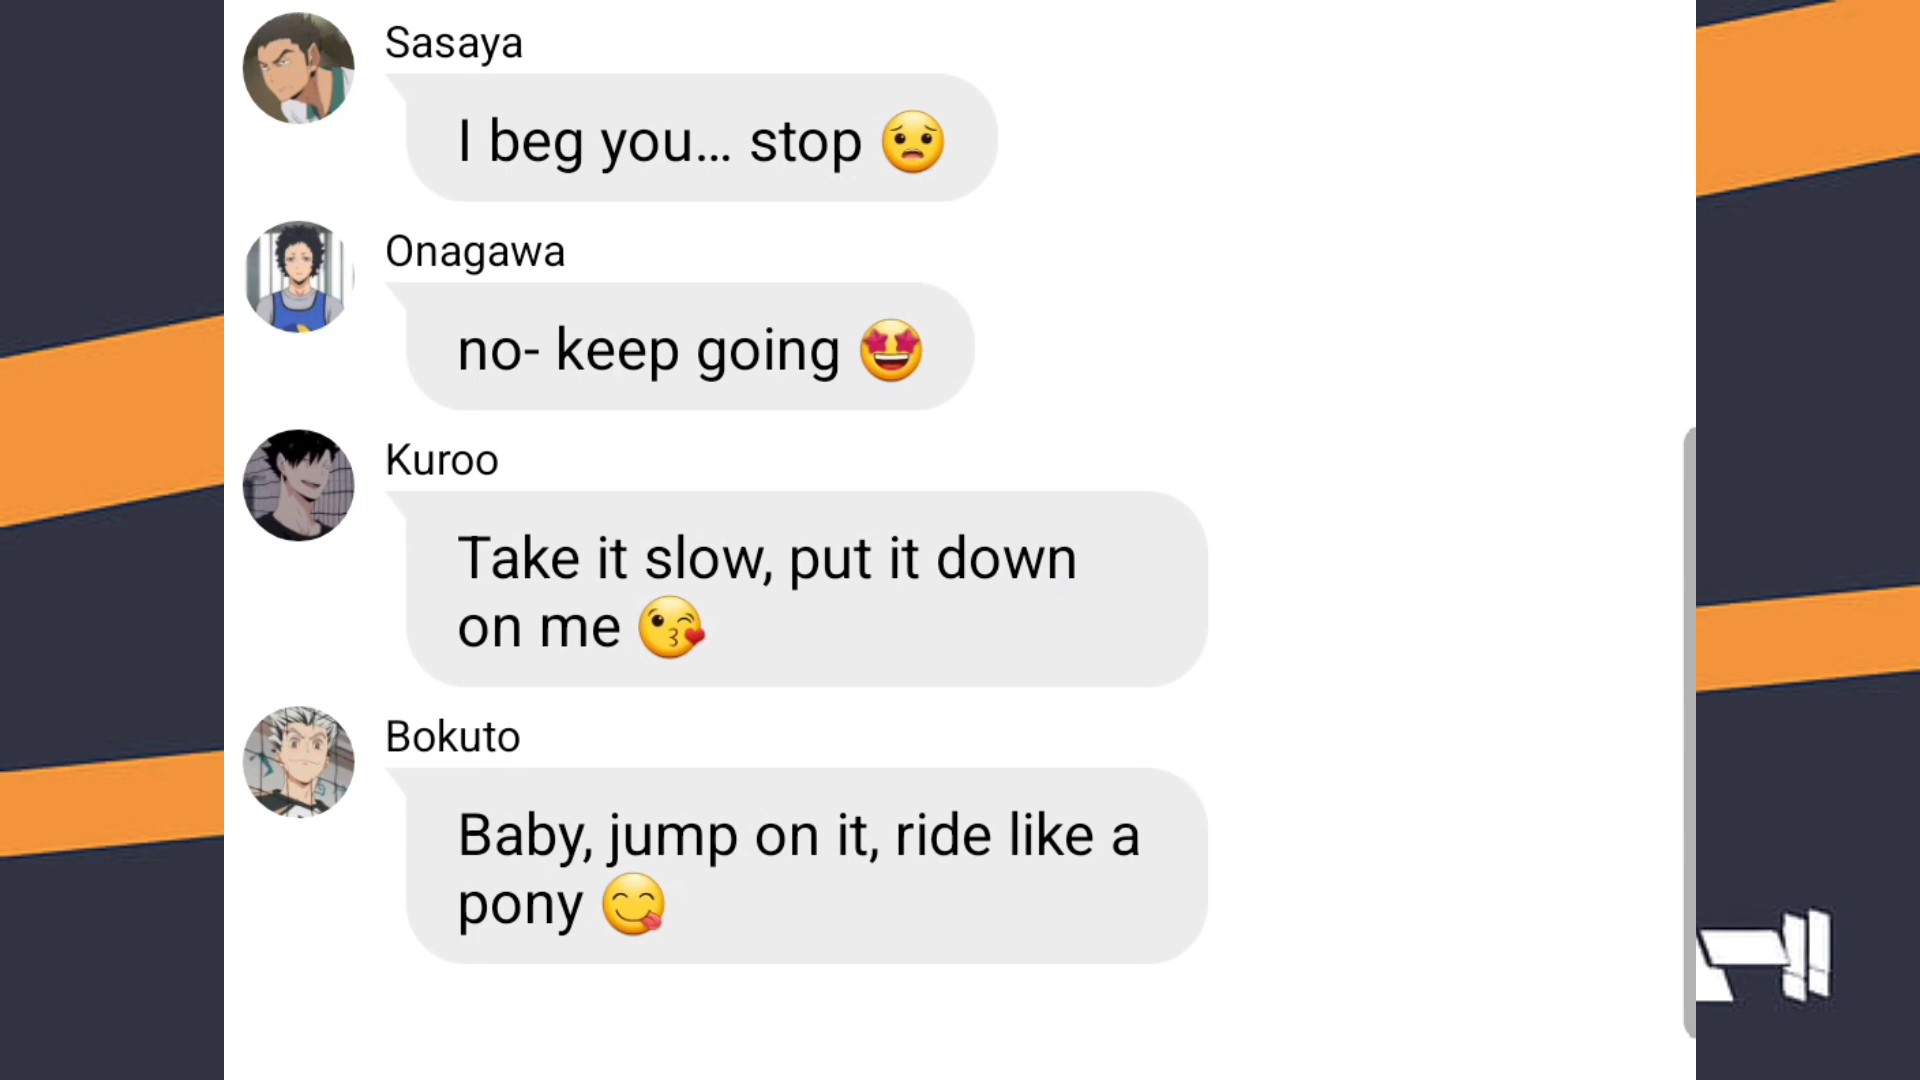 Sasaya
I beg you... stop 😟
Onagawa
no- keep going 🤩
Kuroo
Take it slow, put it down
on me 😘
Bokuto
Baby, jump on it, ride like a
pony 😋